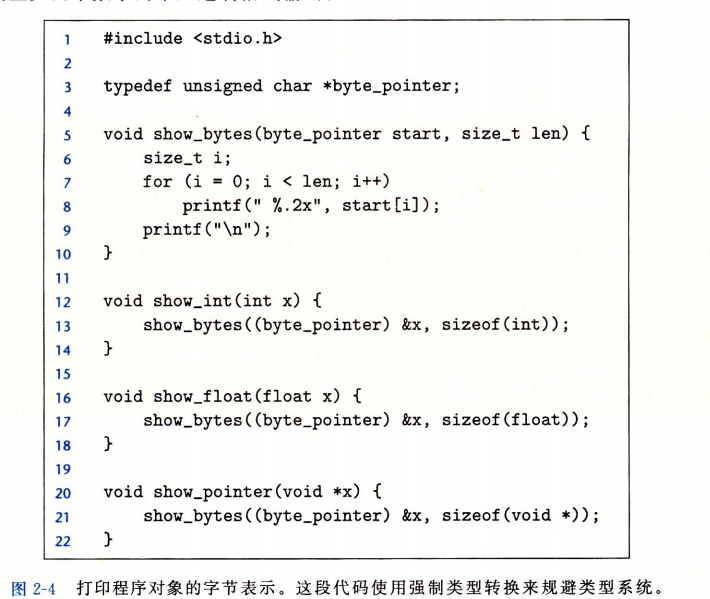 1 #include <stdio.h>
2
3 typedef unsigned char *byte_pointer;
4
5 void show_bytes(byte_pointer start, size_t len) {
6 size_t i;
7 for (i = 0; i < len; i++)
8 printf(" %.2x", start[i]);
9 printf("\n");
10 }
11
12 void show_int(int x) {
13 show_bytes((byte_pointer) &x, sizeof(int));
14 }
15
16 void show_float(float x) {
17 show_bytes((byte_pointer) &x, sizeof(float));
18 }
19
20 void show_pointer(void *x) {
21 show_bytes((byte_pointer) &x, sizeof(void *));
22 }
图 2-4 打印程序对象的字节表示。这段代码使用强制类型转换来规避类型系统。